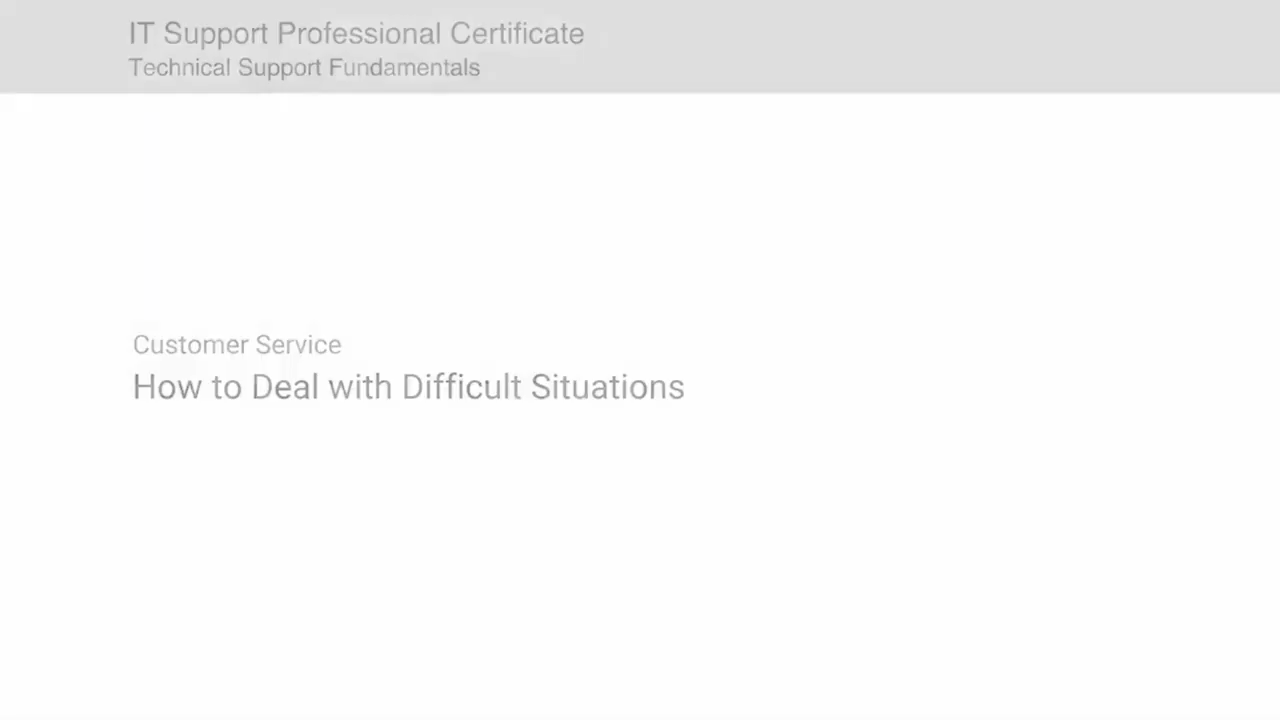 IT Support Professional Certificate
Technical Support Fundamentals
Customer Service
How to Deal with Difficult Situations